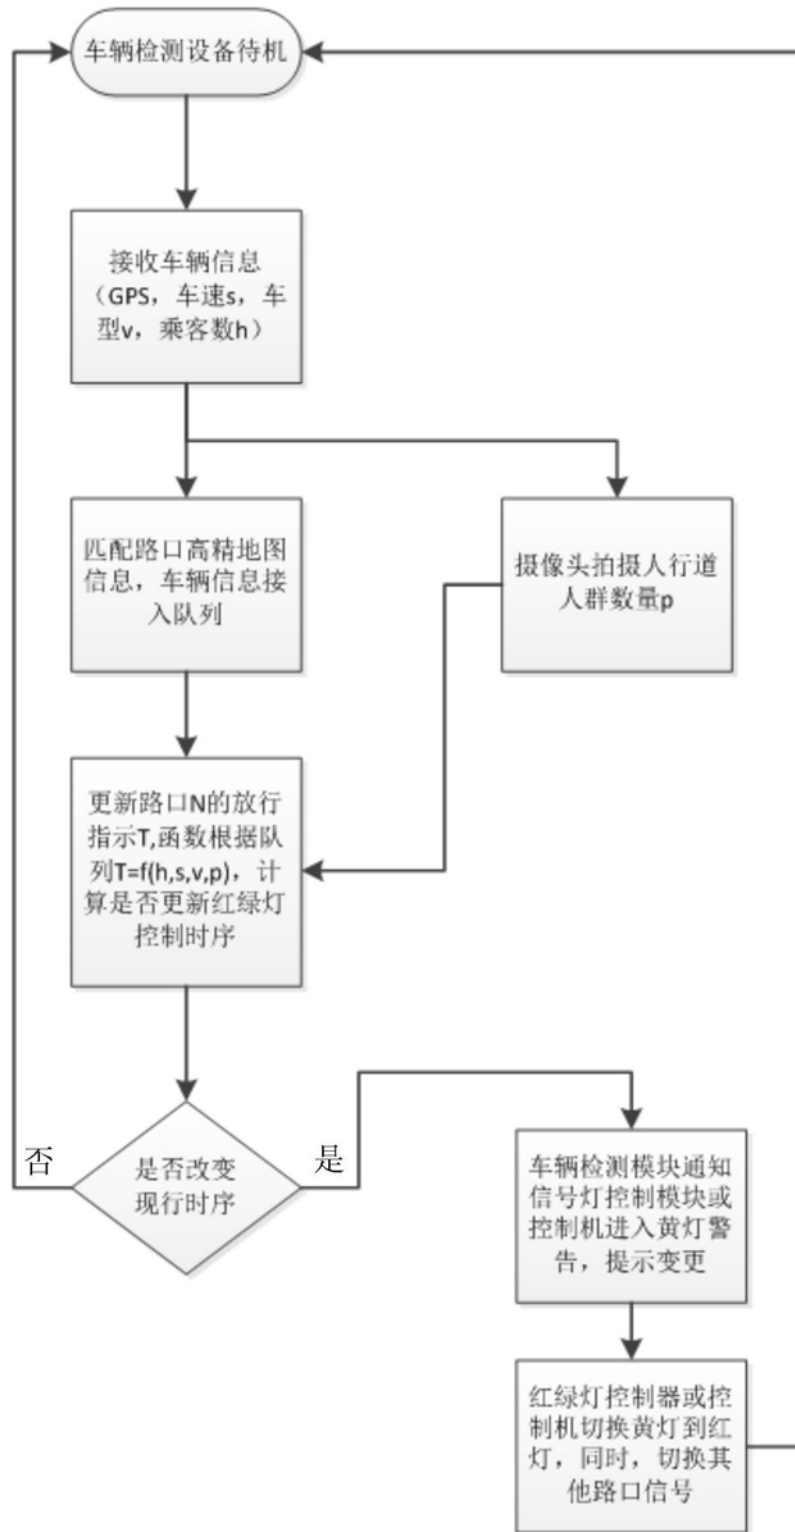 车辆检测设备待机
接收车辆信息
（GPS，车速s，车
型v，乘客数h）
匹配路口高精地图
信息，车辆信息接
入队列
摄像头拍摄人行道
人群数量p
更新路口N的放行
指示T,函数根据队
列T=f(h,s,v,p)，计
算是否更新红绿灯
控制时序
是否改变
现行时序
否
是
车辆检测模块通知
信号灯控制模块或
控制机进入黄灯警
告，提示变更
红绿灯控制器或控
制机切换黄灯到红
灯，同时，切换其
他路口信号